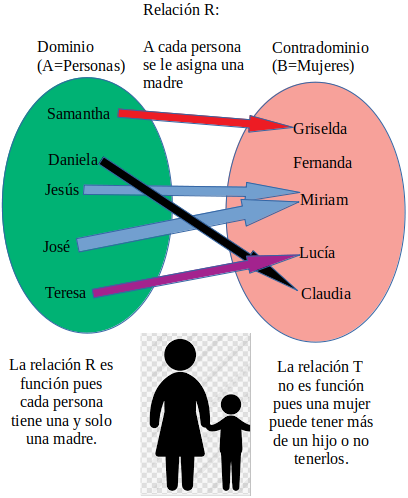 Relación R:
Dominio
(A=Personas)
A cada persona
se le asigna una
madre
Contradominio
(B=Mujeres)
Samantha
Daniela
Jesús
José
Teresa
Griselda
Fernanda
Miriam
Lucía
Claudia
La relación R es
función pues
cada persona
tiene una y solo
una madre.
La relación T
no es función
pues una mujer
puede tener más
de un hijo o no
tenerlos.